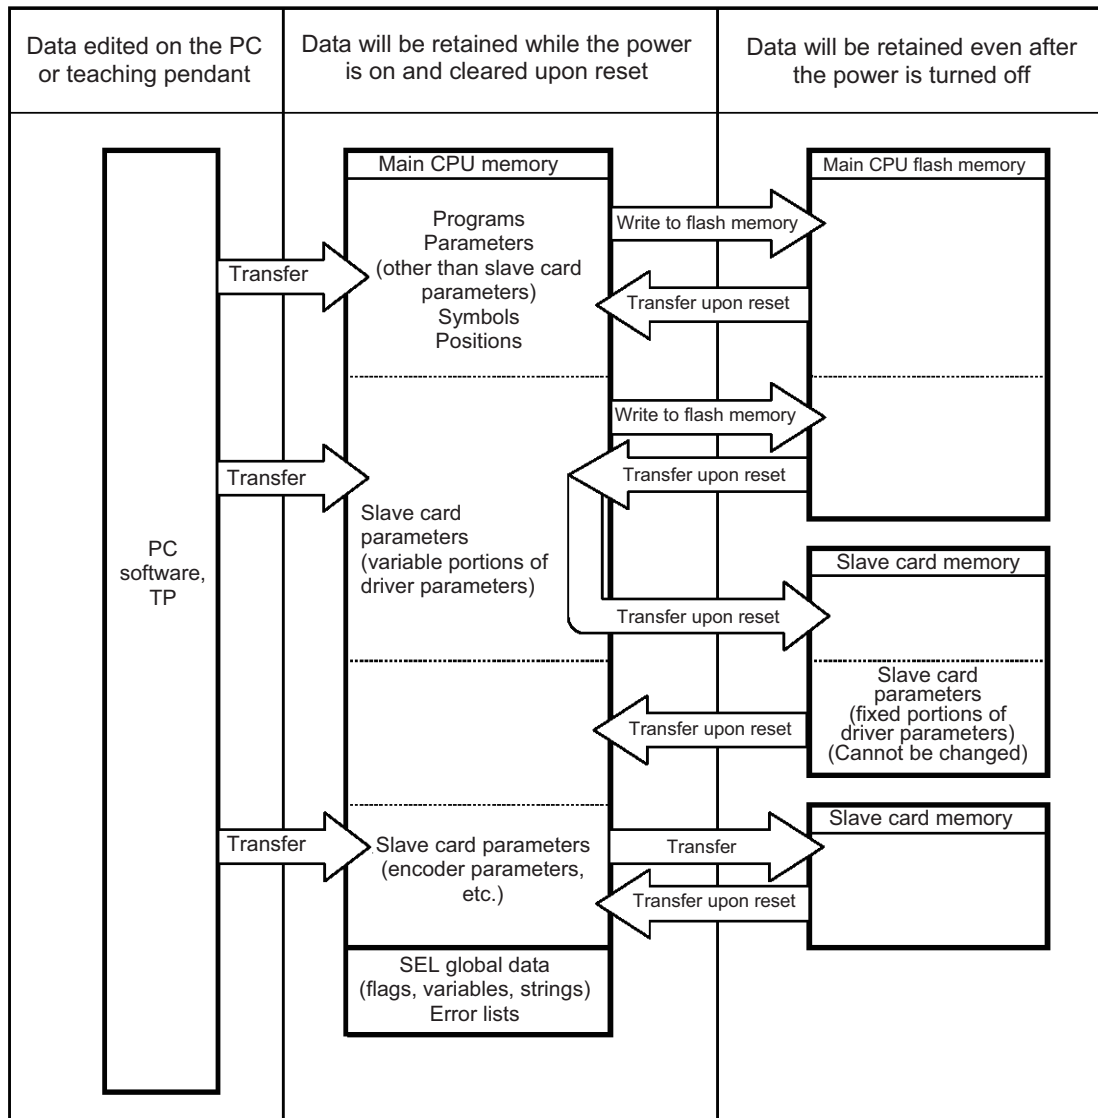 Data edited on the PC
or teaching pendant
Data will be retained while the power
is on and cleared upon reset
Data will be retained even after
the power is turned off
PC
software,
TP
Transfer
Transfer
Transfer
Main CPU memory
Programs
Parameters
(other than slave card
parameters)
Symbols
Positions
Slave card
parameters
(variable portions of
driver parameters)
Slave card parameters
(encoder parameters,
etc.)
SEL global data
(flags, variables, strings)
Error lists
Write to flash memory
Transfer upon reset
Write to flash memory
Transfer upon reset
Transfer upon reset
Transfer upon reset
Transfer
Transfer upon reset
Main CPU flash memory
Slave card memory
Slave card
parameters
(fixed portions of
driver parameters)
(Cannot be changed)
Slave card memory